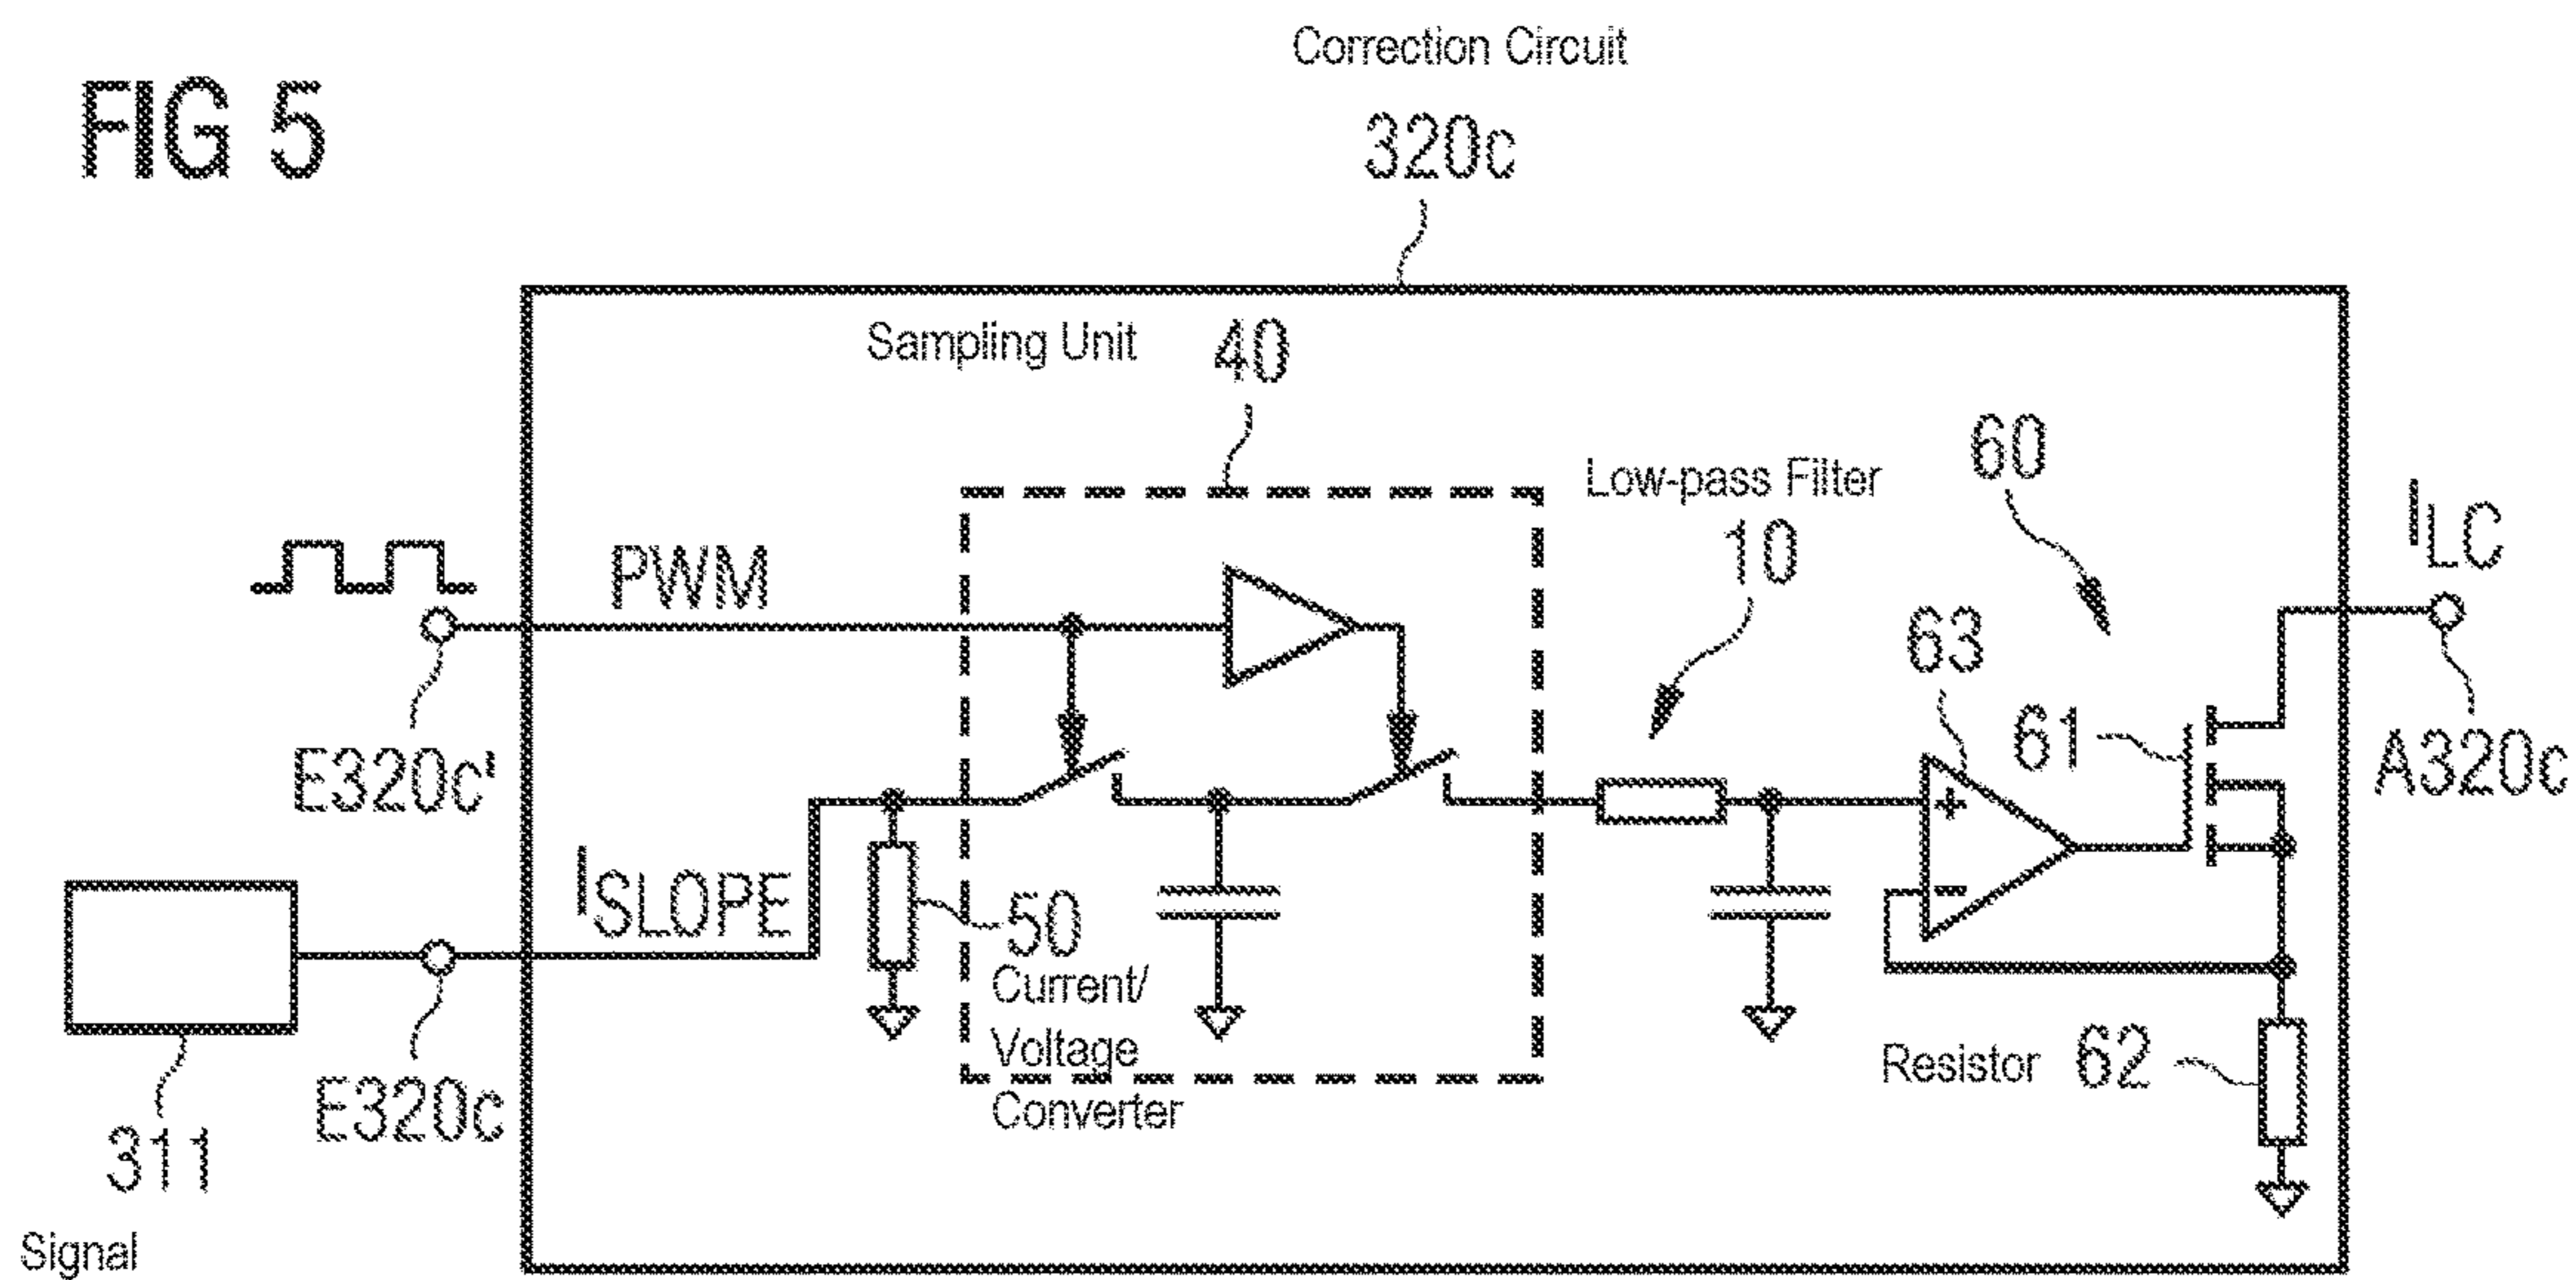 FIG 5
Correction Circuit
320c
Sampling Unit 40
Low-pass Filter
10
60
ILC
PWM
63
61
E320c'
A320c
ISLOPE
50
Current/
Voltage
Converter
+
−
Resistor 62
E320c
311
Signal